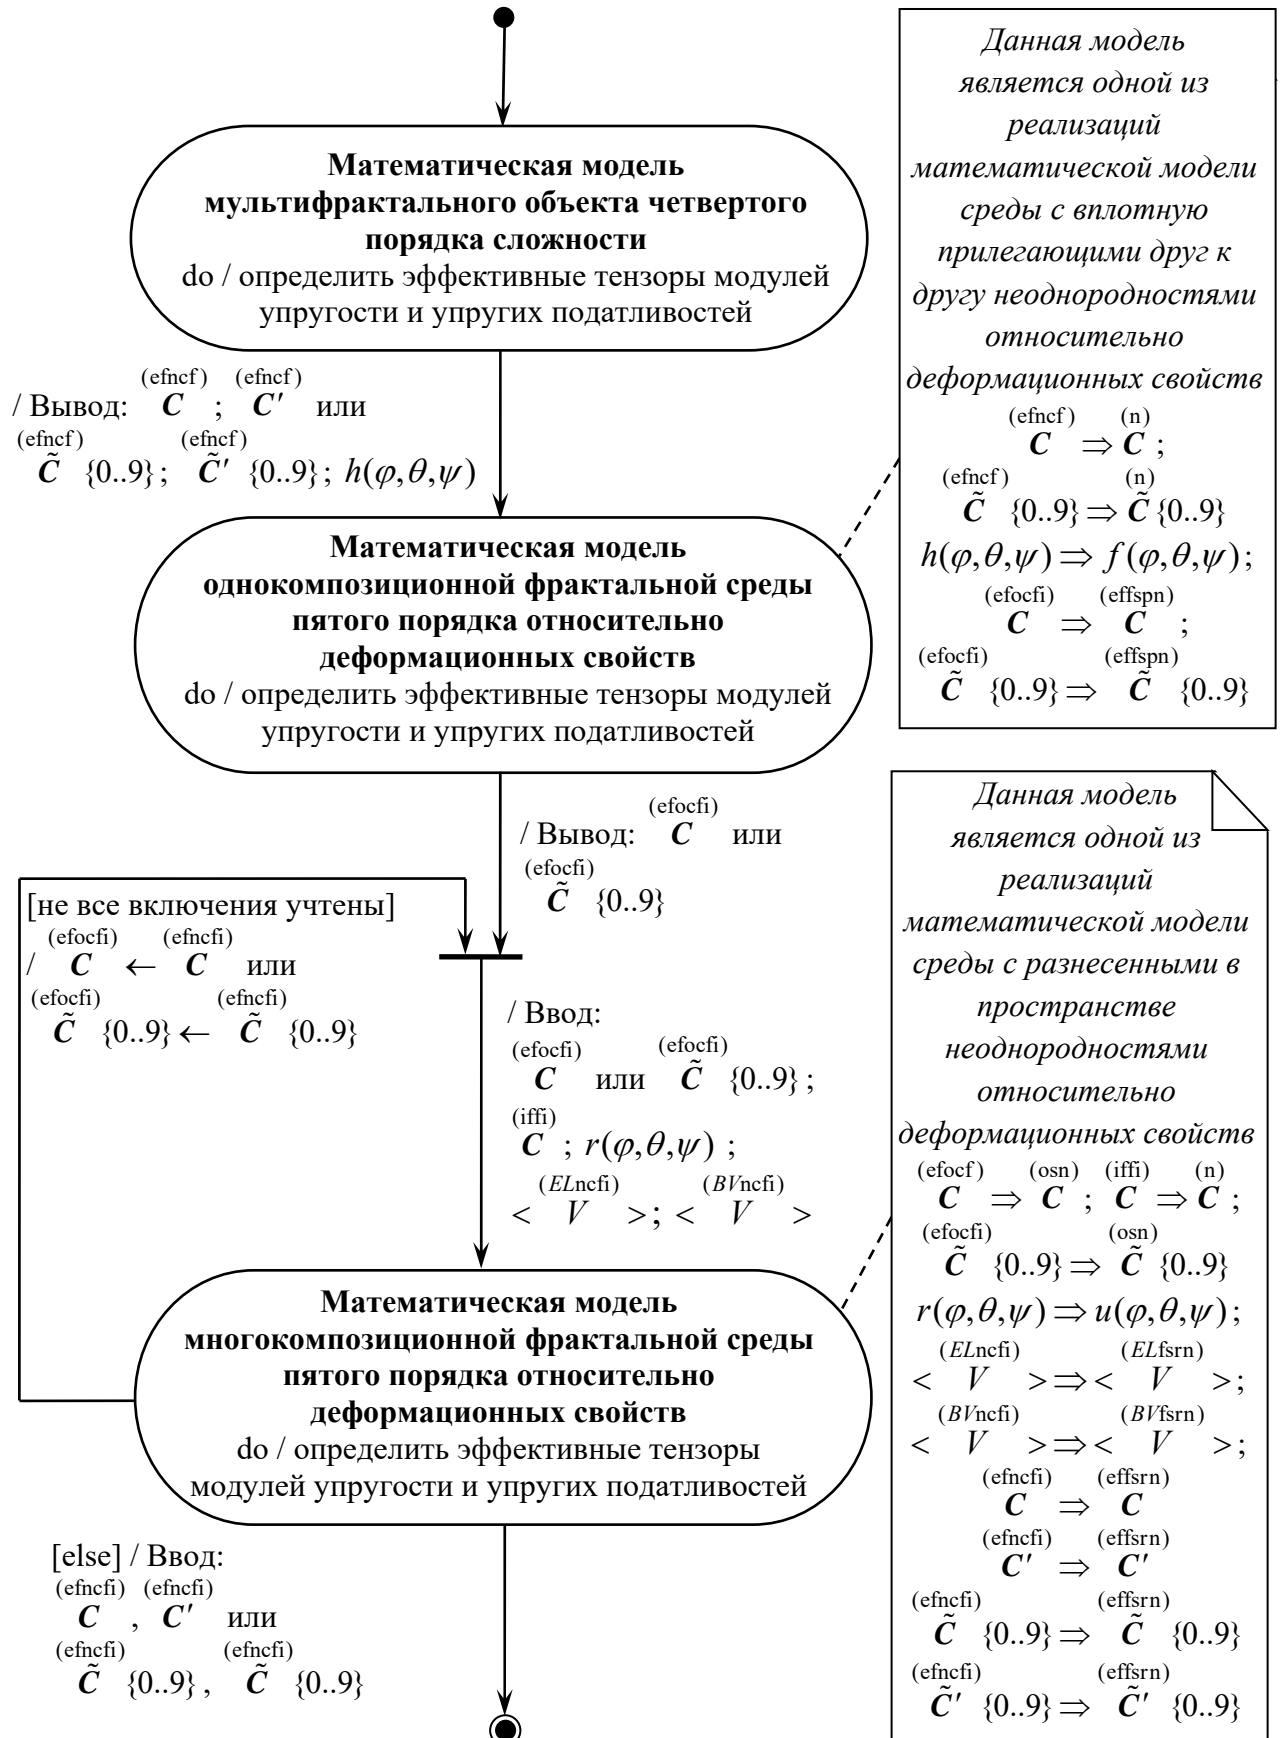 Математическая модель
мультифрактального объекта четвертого
порядка сложности
do / определить эффективные тензоры модулей
упругости и упругих податливостей
(efncf) (efncf)
/ Вывод: C ; C′ или
(efncf) (efncf)
C̃ {0..9}; C̃′ {0..9}; h(φ,θ,ψ)
Математическая модель
однокомпозиционной фрактальной среды
пятого порядка относительно
деформационных свойств
do / определить эффективные тензоры модулей
упругости и упругих податливостей
(efocfi)
/ Вывод: C или
(efocfi)
C̃ {0..9}
[не все включения учтены]
(efocfi) (efncfi)
/ C ← C или
(efocfi) (efncfi)
C̃ {0..9} ← C̃ {0..9}
/ Ввод:
(efocfi) (efocfi)
C или C̃ {0..9};
(iffi)
C ; r(φ,θ,ψ) ;
(ELncfi) (BVncfi)
< V >; < V >
Математическая модель
многокомпозиционной фрактальной среды
пятого порядка относительно
деформационных свойств
do / определить эффективные тензоры
модулей упругости и упругих податливостей
[else] / Ввод:
(efncfi) (efncfi)
C , C′ или
(efncfi) (efncfi)
C̃ {0..9}, C̃ {0..9}
Данная модель
является одной из
реализаций
математической модели
среды с вплотную
прилегающими друг к
другу неоднородностями
относительно
деформационных свойств
(efncf) (n)
C ⇒ C ;
(efncf) (n)
C̃ {0..9} ⇒ C̃ {0..9}
h(φ,θ,ψ) ⇒ f(φ,θ,ψ);
(efocfi) (effspn)
C ⇒ C ;
(efocfi) (effspn)
C̃ {0..9} ⇒ C̃ {0..9}
Данная модель
является одной из
реализаций
математической модели
среды с разнесенными в
пространстве
неоднородностями
относительно
деформационных свойств
(efocf) (osn) (iffi) (n)
C ⇒ C ; C ⇒ C ;
(efocfi) (osn)
C̃ {0..9} ⇒ C̃ {0..9}
r(φ,θ,ψ) ⇒ u(φ,θ,ψ);
(ELncfi) (ELfsrn)
< V > ⇒ < V >;
(BVncfi) (BVfsrn)
< V > ⇒ < V >;
(efncfi) (effsrn)
C ⇒ C
(efncfi) (effsrn)
C′ ⇒ C′
(efncfi) (effsrn)
C̃ {0..9} ⇒ C̃ {0..9}
(efncfi) (effsrn)
C̃′ {0..9} ⇒ C̃′ {0..9}